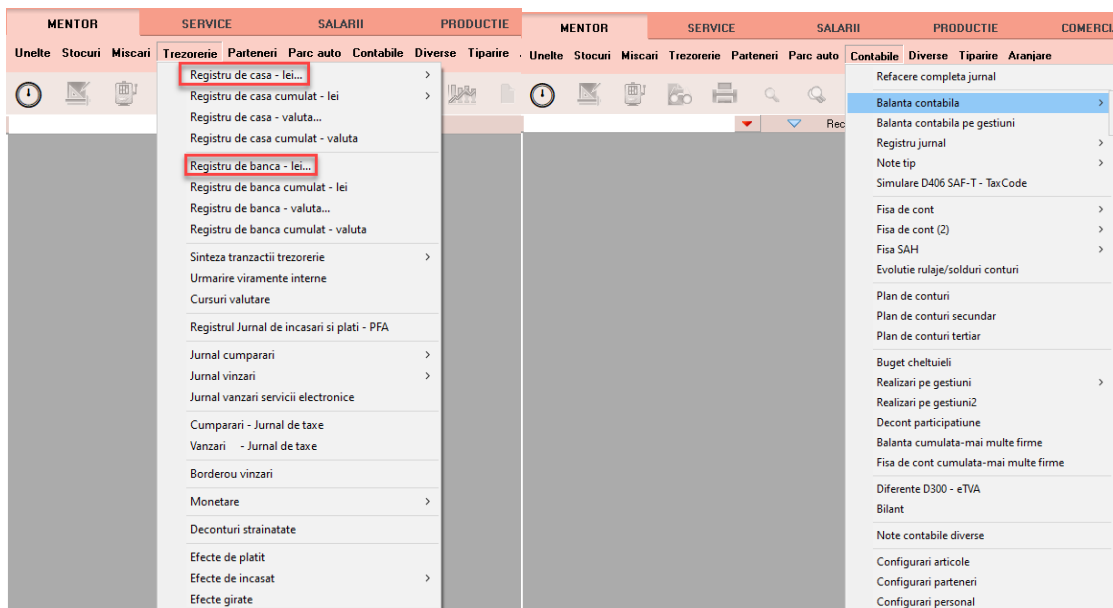 MENTOR SERVICE SALARII PRODUCTIE
Unelte Stocuri Miscari Trezorerie Parteneri Parc auto Contabile Diverse Tiparire
Registru de casa - lei...
Registru de casa cumulat - lei
Registru de casa - valuta...
Registru de casa cumulat - valuta
Registru de banca - lei...
Registru de banca cumulat - lei
Registru de banca - valuta...
Registru de banca cumulat - valuta
Sinteza tranzactii trezorerie
Urmarire viramente interne
Cursuri valutare
Registrul Jurnal de incasari si plati - PFA
Jurnal cumparari
Jurnal vinzari
Jurnal vanzari servicii electronice
Cumparari - Jurnal de taxe
Vanzari - Jurnal de taxe
Borderou vinzari
Monetare
Deconturi strainatate
Efecte de platit
Efecte de incasat
Efecte girate
MENTOR SERVICE SALARII PRODUCTIE COMERCI
Unelte Stocuri Miscari Trezorerie Parteneri Parc auto Contabile Diverse Tiparire Aranjare
Rec
Refacere completa jurnal
Balanta contabila
Balanta contabila pe gestiuni
Registru jurnal
Note tip
Simulare D406 SAF-T - TaxCode
Fisa de cont
Fisa de cont (2)
Fisa SAH
Evolutie rulaje/solduri conturi
Plan de conturi
Plan de conturi secundar
Plan de conturi tertiar
Buget cheltuieli
Realizari pe gestiuni
Realizari pe gestiuni2
Decont participatiune
Balanta cumulata-mai multe firme
Fisa de cont cumulata-mai multe firme
Diferente D300 - eTVA
Bilant
Note contabile diverse
Configurari articole
Configurari parteneri
Configurari personal